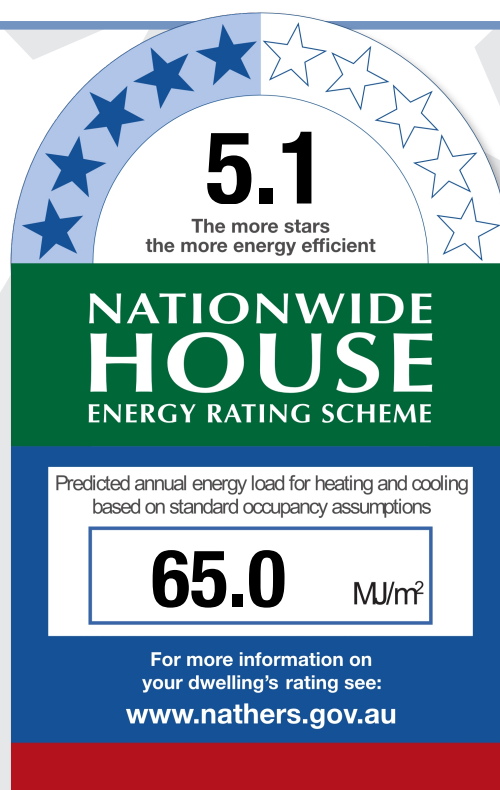 5.1
The more stars
the more energy efficient
NATIONWIDE
HOUSE
ENERGY RATING SCHEME
Predicted annual energy load for heating and cooling
based on standard occupancy assumptions
65.0 MJ/m²
For more information on
your dwelling's rating see:
www.nathers.gov.au